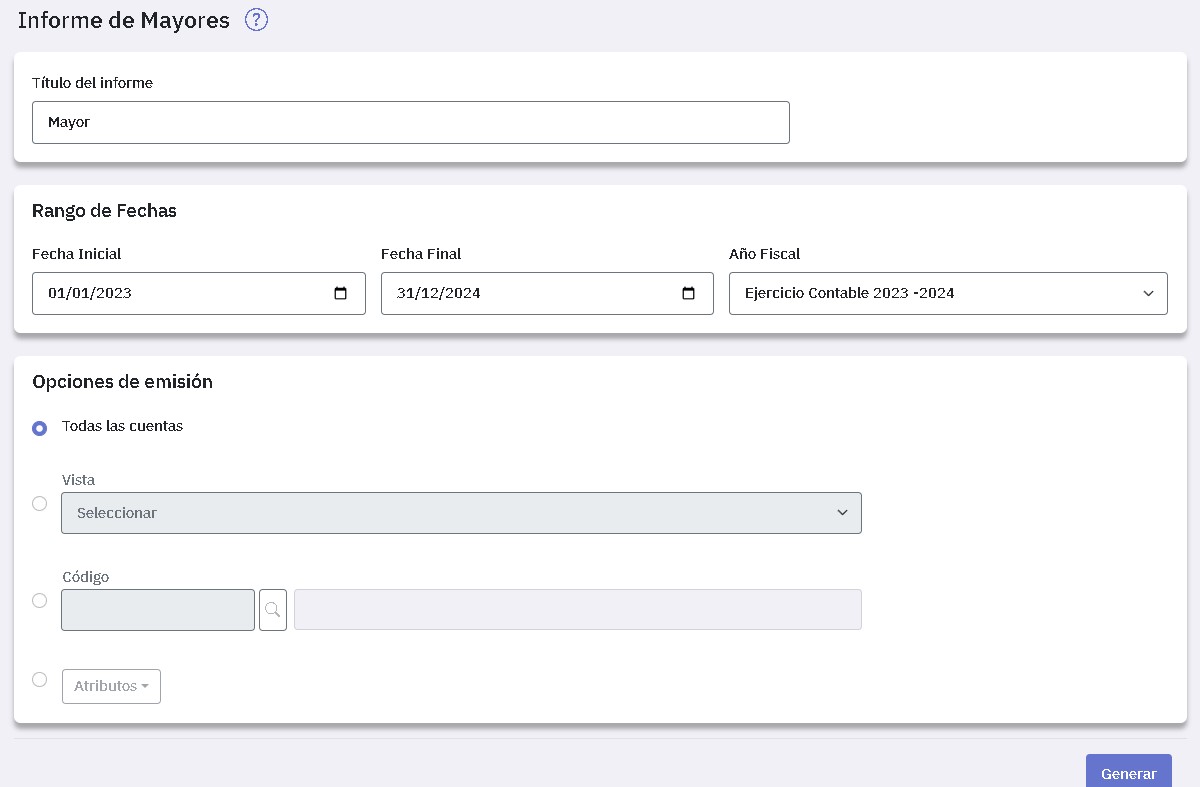 Informe de Mayores ?
Título del informe
Mayor
Rango de Fechas
Fecha Inicial Fecha Final Año Fiscal
01/01/2023 31/12/2024 Ejercicio Contable 2023 -2024
Opciones de emisión
Todas las cuentas
Vista
Seleccionar
Código
Atributos
Generar